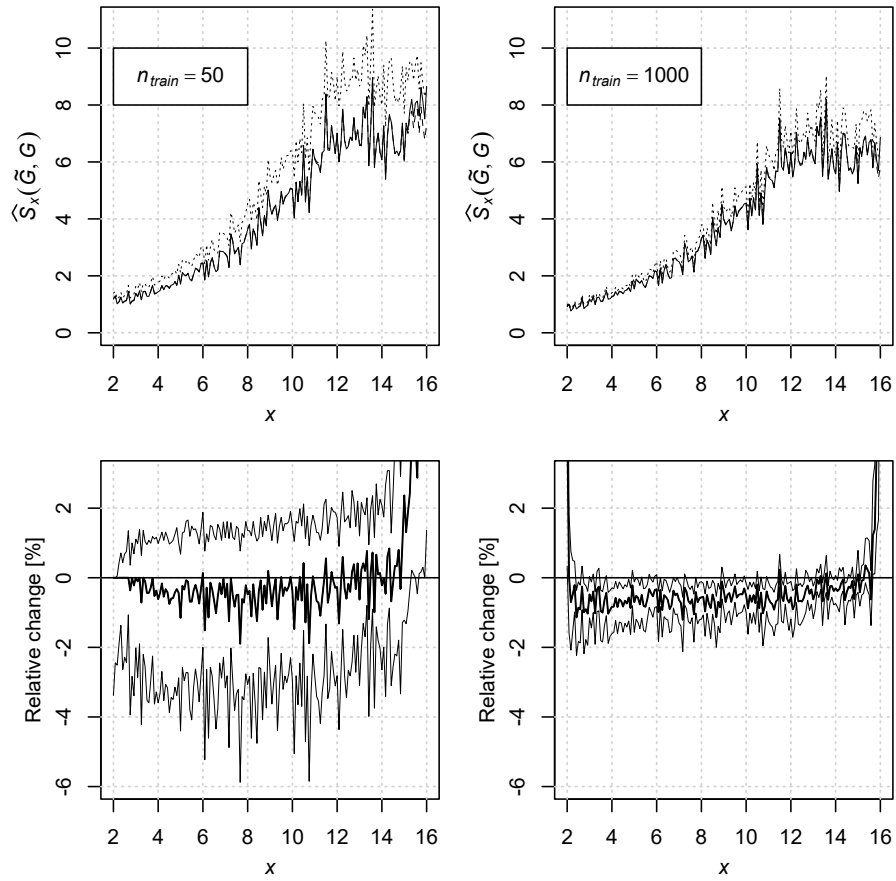 n_train = 50
Ŝ_x(G̃, G)
0 2 4 6 8 10
2 4 6 8 10 12 14 16
x
n_train = 1000
Ŝ_x(G̃, G)
0 2 4 6 8 10
2 4 6 8 10 12 14 16
x
Relative change [%]
-6 -4 -2 0 2
2 4 6 8 10 12 14 16
x
Relative change [%]
-6 -4 -2 0 2
2 4 6 8 10 12 14 16
x